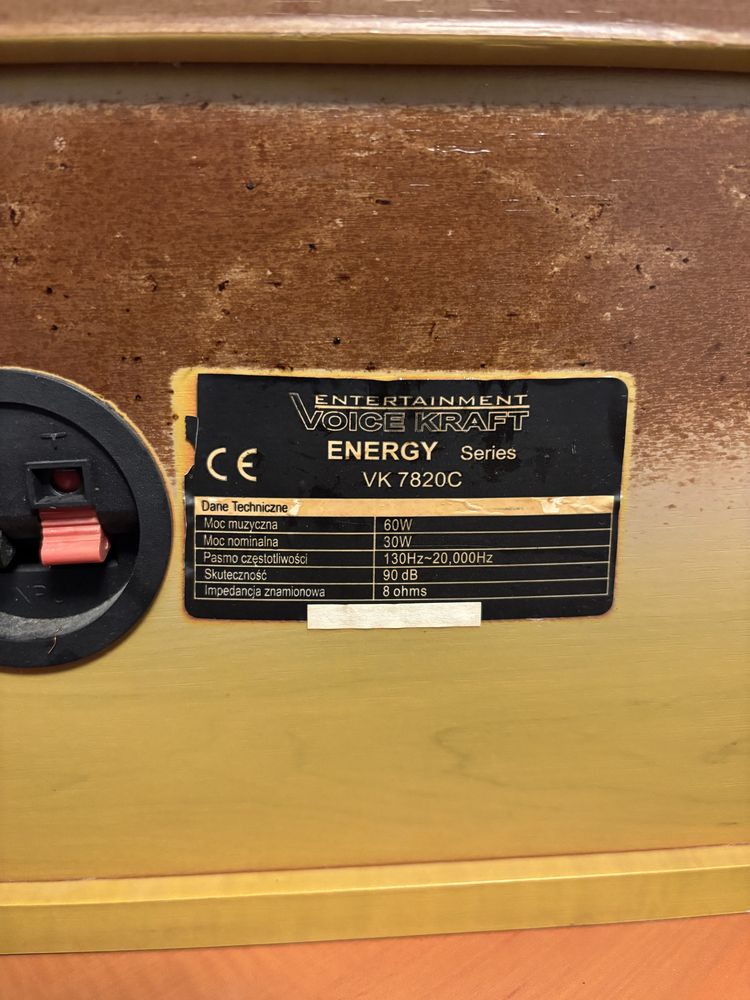 ENTERTAINMENT
VOICE KRAFT
ENERGY Series
CE
VK 7820C
Dane Techniczne
Moc muzyczna 60W
Moc nominalna 30W
Pasmo częstotliwości 130Hz~20,000Hz
Skuteczność 90 dB
Impedancja znamionowa 8 ohms